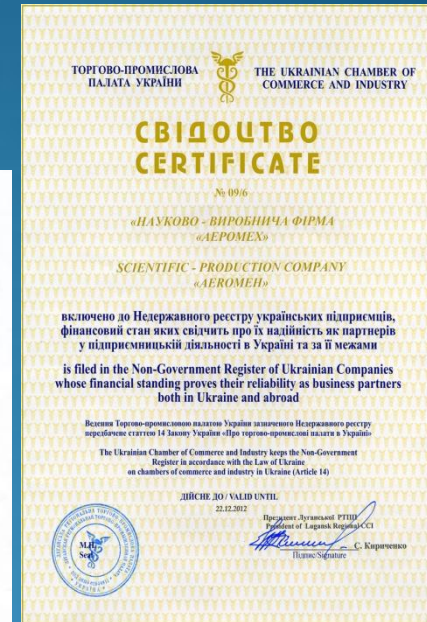 ТОРГОВО-ПРОМИСЛОВА
ПАЛАТА УКРАЇНИ
THE UKRAINIAN CHAMBER OF
COMMERCE AND INDUSTRY
СВІДОЦТВО
CERTIFICATE
№ 09/6
«НАУКОВО - ВИРОБНИЧА ФІРМА
«АЕРОМЕХ»
SCIENTIFIC - PRODUCTION COMPANY
«AEROMEH»
включено до Недержавного реєстру українських підприємців,
фінансовий стан яких свідчить про їх надійність як партнерів
у підприємницькій діяльності в Україні та за її межами
is filed in the Non-Government Register of Ukrainian Companies
whose financial standing proves their reliability as business partners
both in Ukraine and abroad
Ведення Торгово-промисловою палатою України зазначеного Недержавного реєстру
передбачене статтею 14 Закону України «Про торгово-промислові палати в Україні»
The Ukrainian Chamber of Commerce and Industry keeps the Non-Government
Register in accordance with the Law of Ukraine
on chambers of commerce and industry in Ukraine (Article 14)
ДІЙСНЕ ДО / VALID UNTIL
22.12.2012
Президент Луганської РТПП
President of Lugansk Regional CCI
М.П.
Seal
С. Кириченко
Підпис/Signature